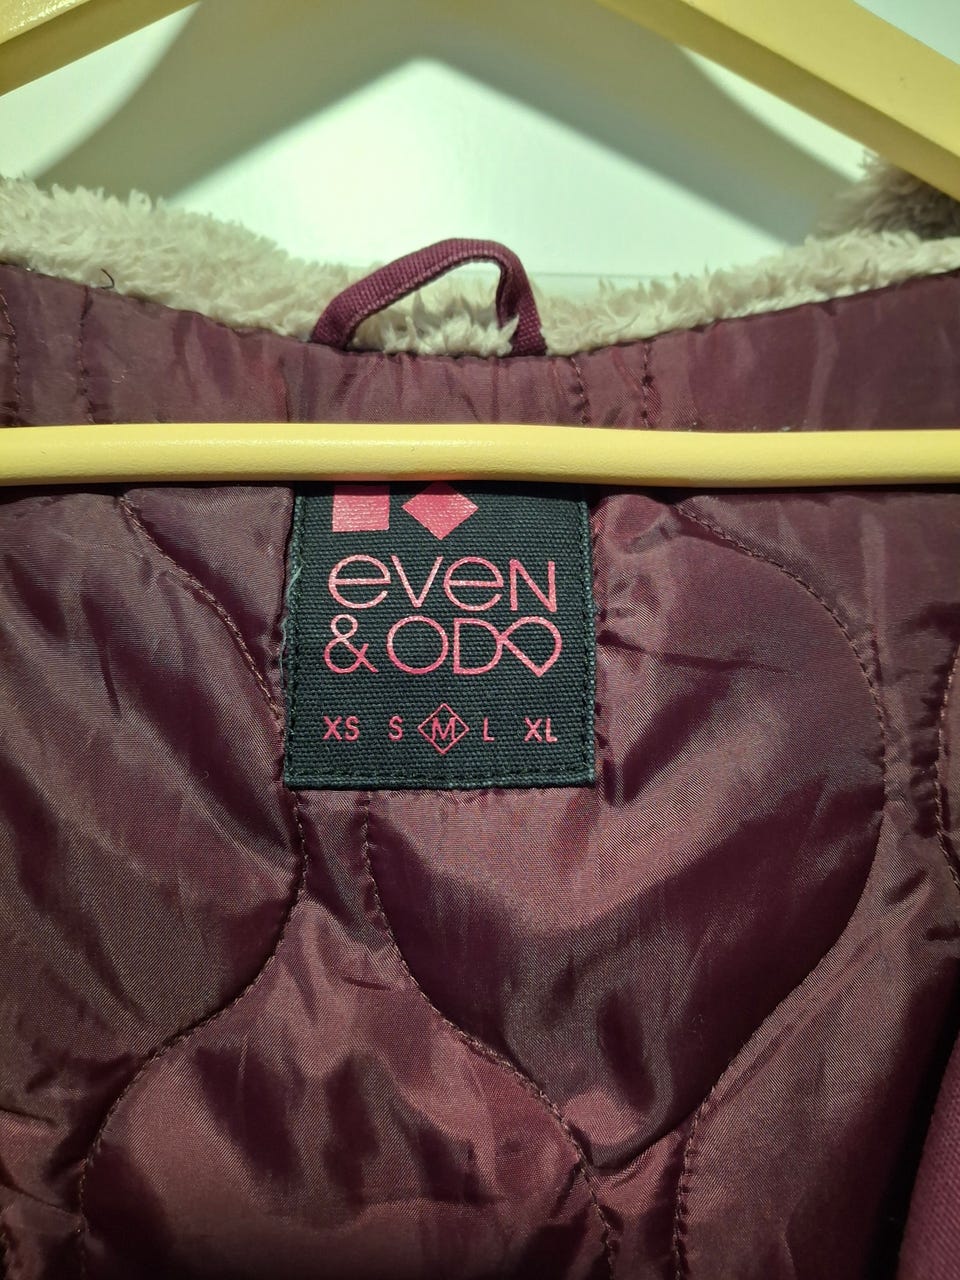 even
& ODD
XS S M L XL